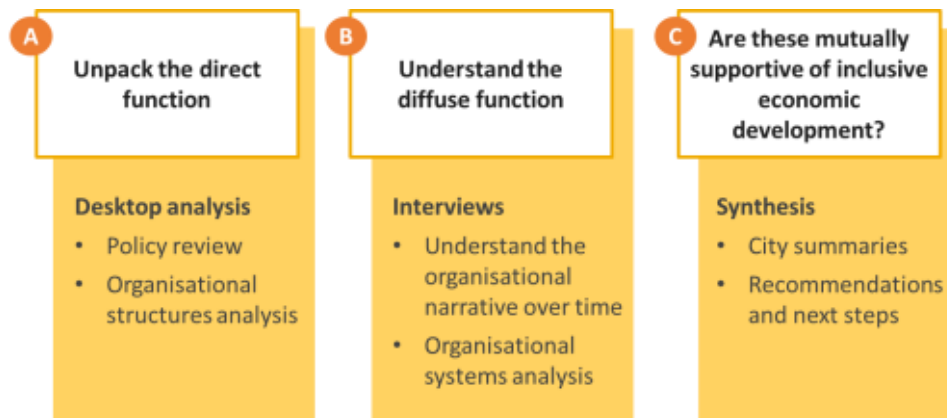 A
Unpack the direct
function
Desktop analysis
• Policy review
• Organisational
structures analysis
B
Understand the
diffuse function
Interviews
• Understand the
organisational
narrative over time
• Organisational
systems analysis
C
Are these mutually
supportive of inclusive
economic
development?
Synthesis
• City summaries
• Recommendations
and next steps